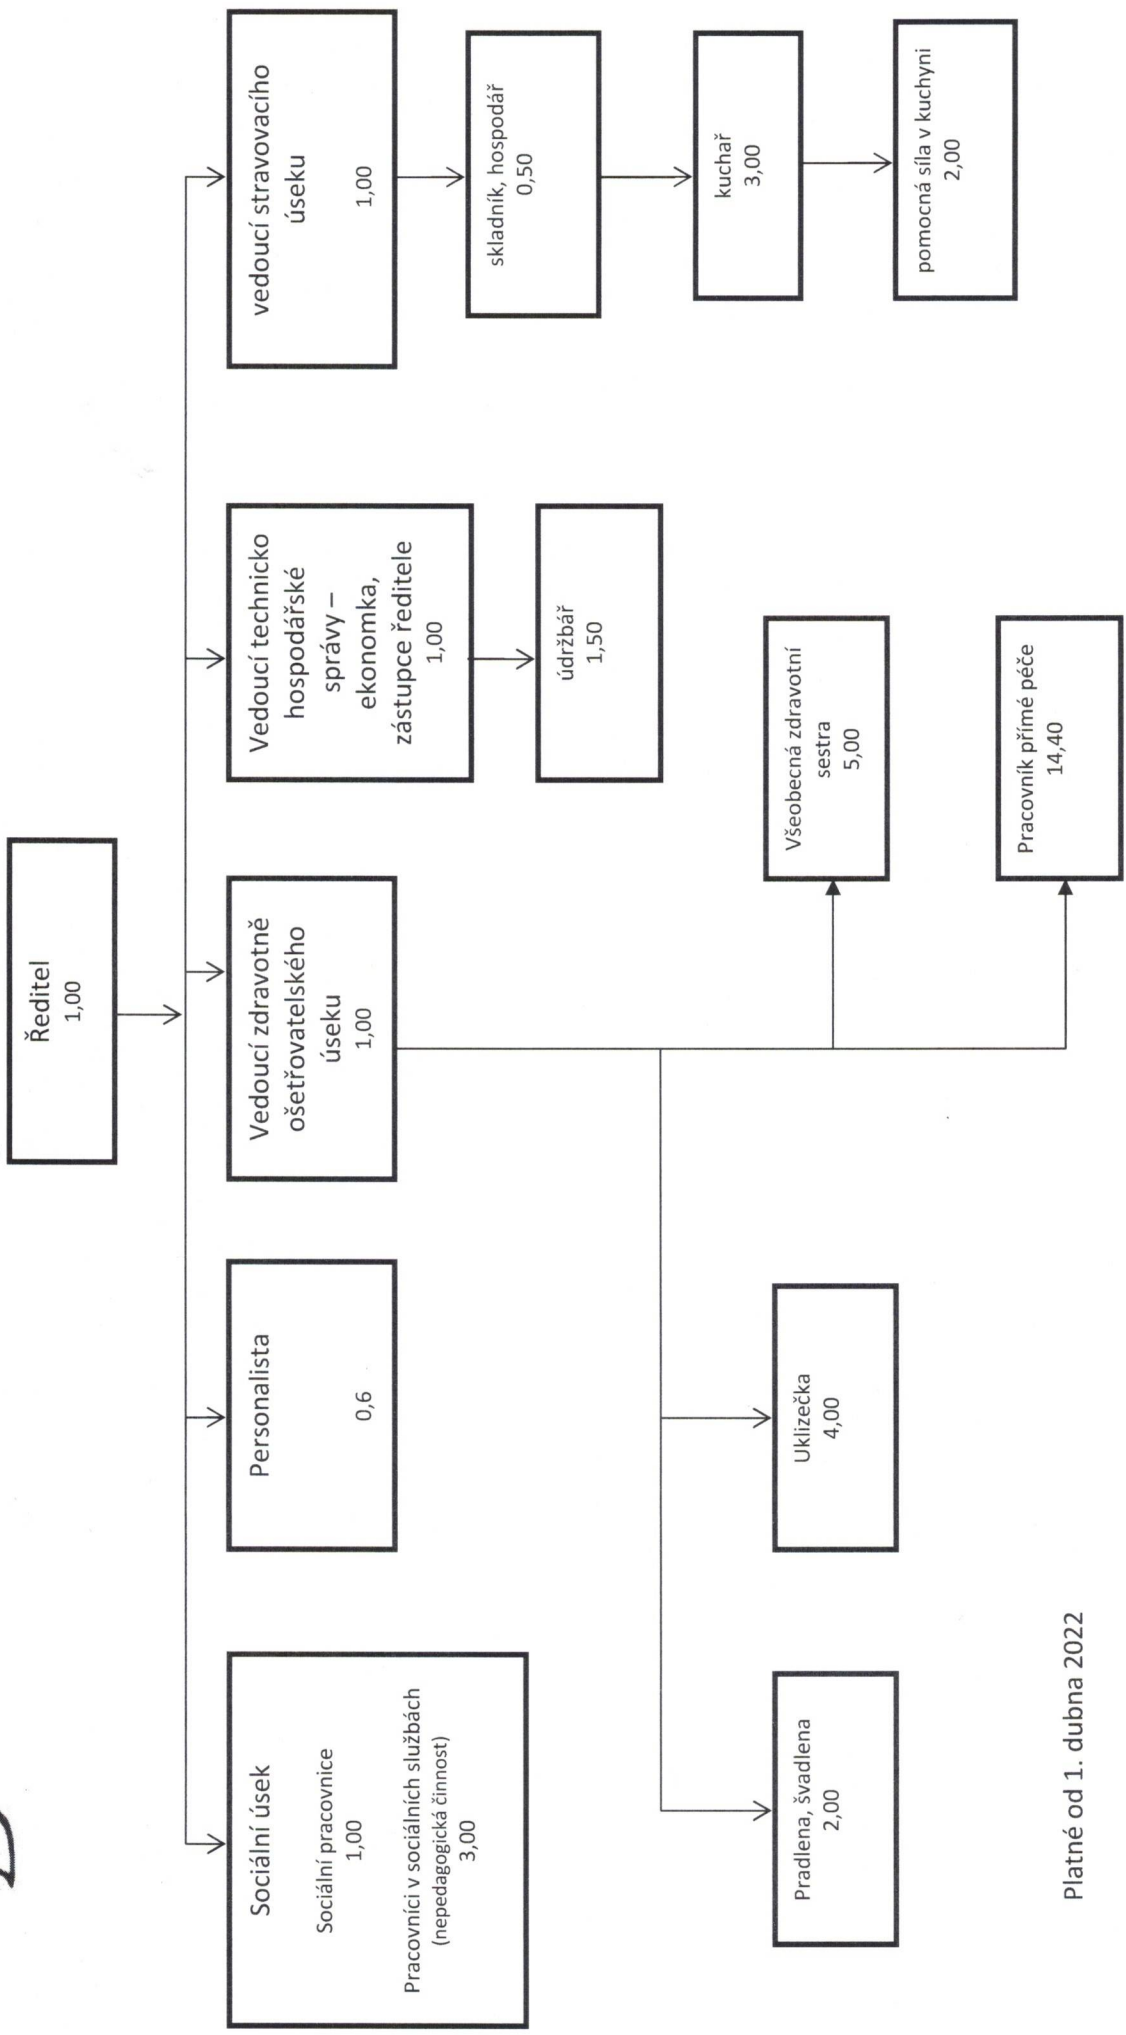 Ředitel
1,00
Sociální úsek
Sociální pracovnice
1,00
Pracovníci v sociálních službách
(nepedagogická činnost)
3,00
Personalista
0,6
Vedoucí zdravotně
ošetřovatelského
úseku
1,00
Vedoucí technicko
hospodářské
správy –
ekonomka,
zástupce ředitele
1,00
vedoucí stravovacího
úseku
1,00
údržbář
1,50
skladník, hospodář
0,50
kuchař
3,00
pomocná síla v kuchyni
2,00
Pradlena, švadlena
2,00
Uklizečka
4,00
Všeobecná zdravotní
sestra
5,00
Pracovník přímé péče
14,40
Platné od 1. dubna 2022